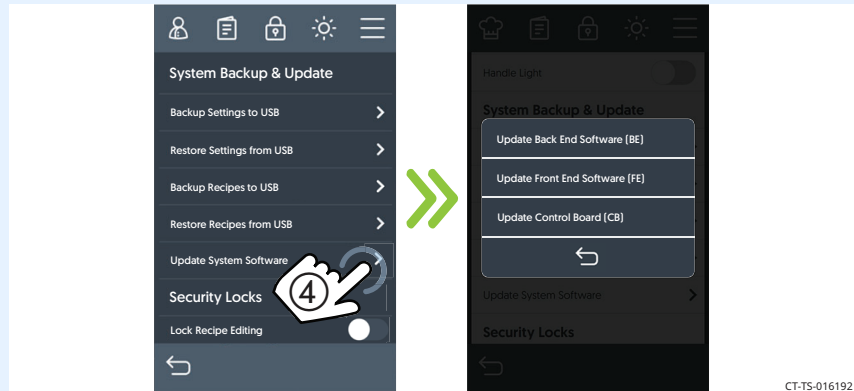 System Backup & Update
Backup Settings to USB
Restore Settings from USB
Backup Recipes to USB
Restore Recipes from USB
Update System Software
Security Locks
4
Lock Recipe Editing
Handle Light
System Backup & Update
Update Back End Software (BE)
Update Front End Software (FE)
Update Control Board (CB)
Update System Software
Security Locks
CT-TS-016192